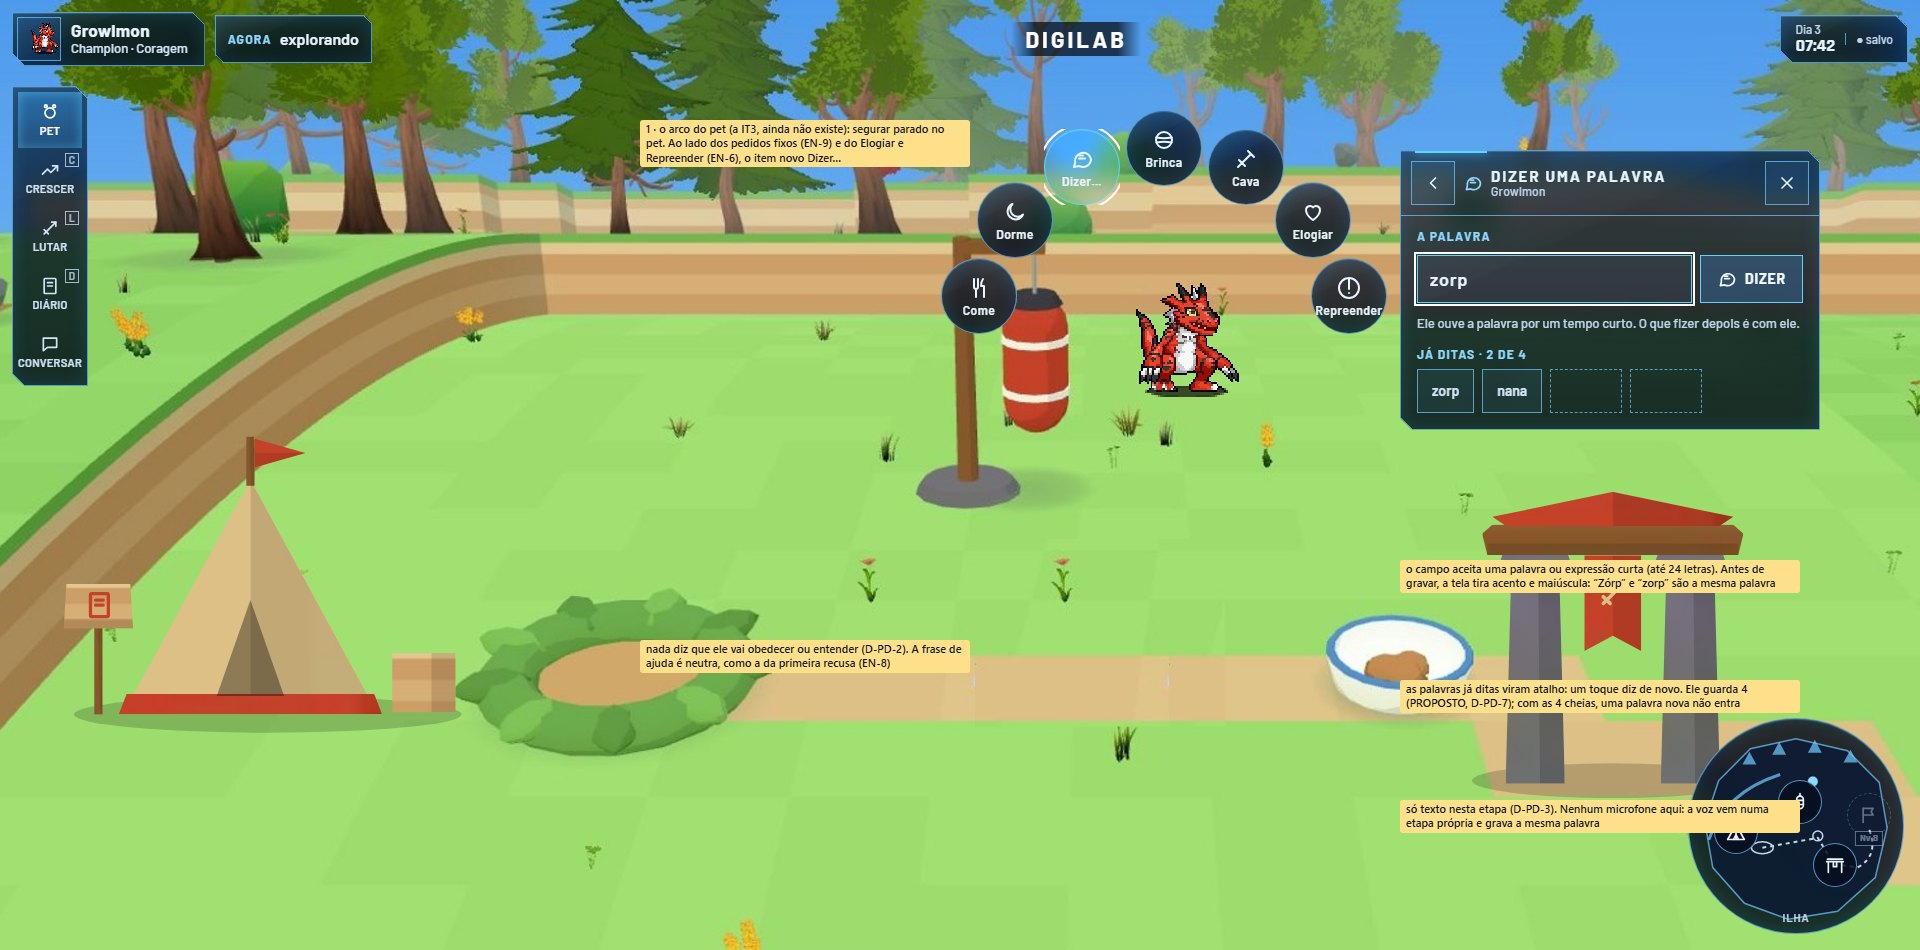 Growlmon
Champion · Coragem
AGORA explorando
DIGILAB
Dia 3
07:42
salvo
PET
C
CRESCER
L
LUTAR
D
DIÁRIO
CONVERSAR
1 · o arco do pet (a IT3, ainda não existe): segurar parado no
pet. Ao lado dos pedidos fixos (EN-9) e do Elogiar e
Repreender (EN-6), o item novo Dizer...
Dizer...
Brinca
Cava
Dorme
Elogiar
Come
Repreender
DIZER UMA PALAVRA
Growlmon
A PALAVRA
zorp
DIZER
Ele ouve a palavra por um tempo curto. O que fizer depois é com ele.
JÁ DITAS · 2 DE 4
zorp
nana
o campo aceita uma palavra ou expressão curta (até 24 letras). Antes de
gravar, a tela tira acento e maiúscula: “Zórp” e “zorp” são a mesma palavra
nada diz que ele vai obedecer ou entender (D-PD-2). A frase de
ajuda é neutra, como a da primeira recusa (EN-8)
as palavras já ditas viram atalho: um toque diz de novo. Ele guarda 4
(PROPOSTO, D-PD-7); com as 4 cheias, uma palavra nova não entra
só texto nesta etapa (D-PD-3). Nenhum microfone aqui: a voz vem numa
etapa própria e grava a mesma palavra
ILHA